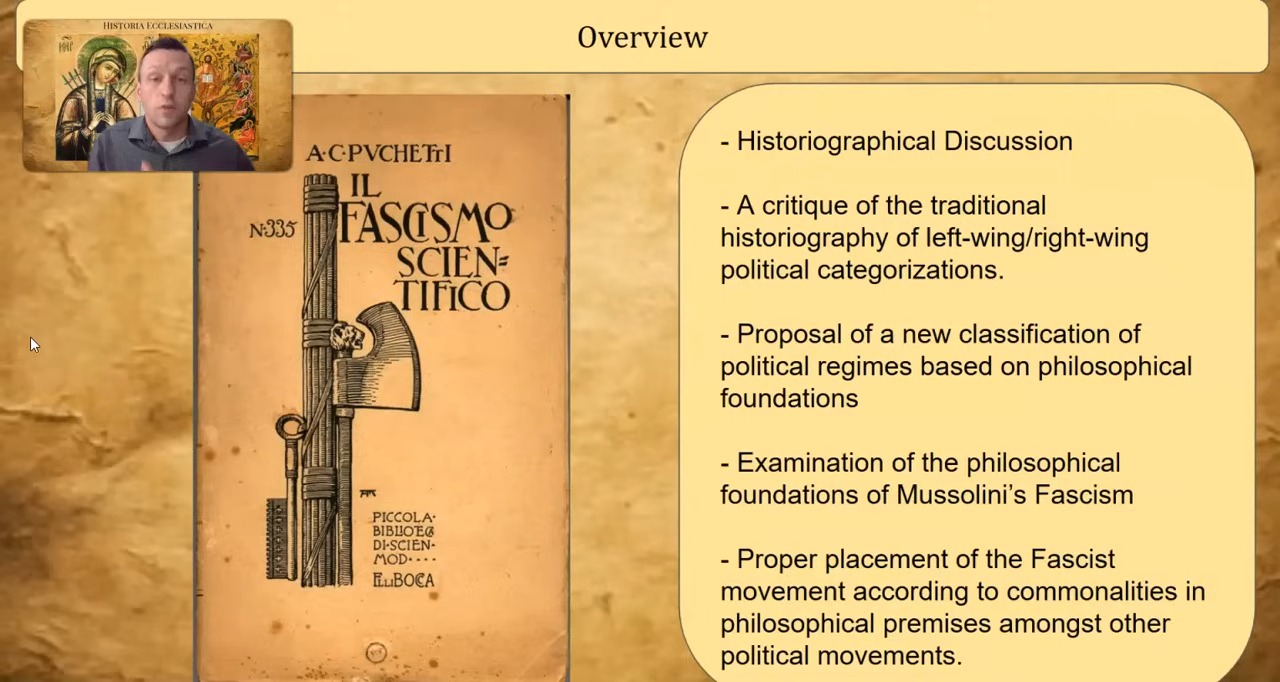 Overview
HISTORIA ECCLESIASTICA
A·C·PVCHETTI
IL
N·335
FASCISMO
SCIEN=
TIFICO
PICCOLA·
BIBLIOTECA
DI·SCIEN·
MOD····
F.LLI BOCCA
- Historiographical Discussion
- A critique of the traditional
historiography of left-wing/right-wing
political categorizations.
- Proposal of a new classification of
political regimes based on philosophical
foundations
- Examination of the philosophical
foundations of Mussolini’s Fascism
- Proper placement of the Fascist
movement according to commonalities in
philosophical premises amongst other
political movements.